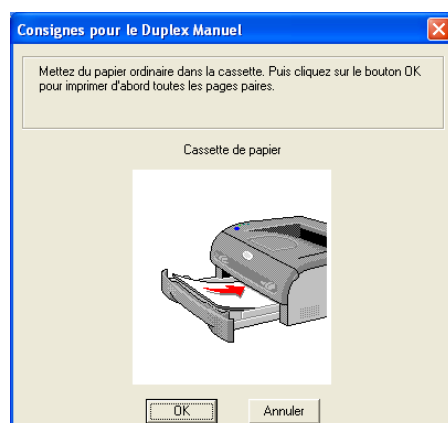 Consignes pour le Duplex Manuel
Mettez du papier ordinaire dans la cassette. Puis cliquez sur le bouton OK
pour imprimer d'abord toutes les pages paires.
Cassette de papier
OK
Annuler